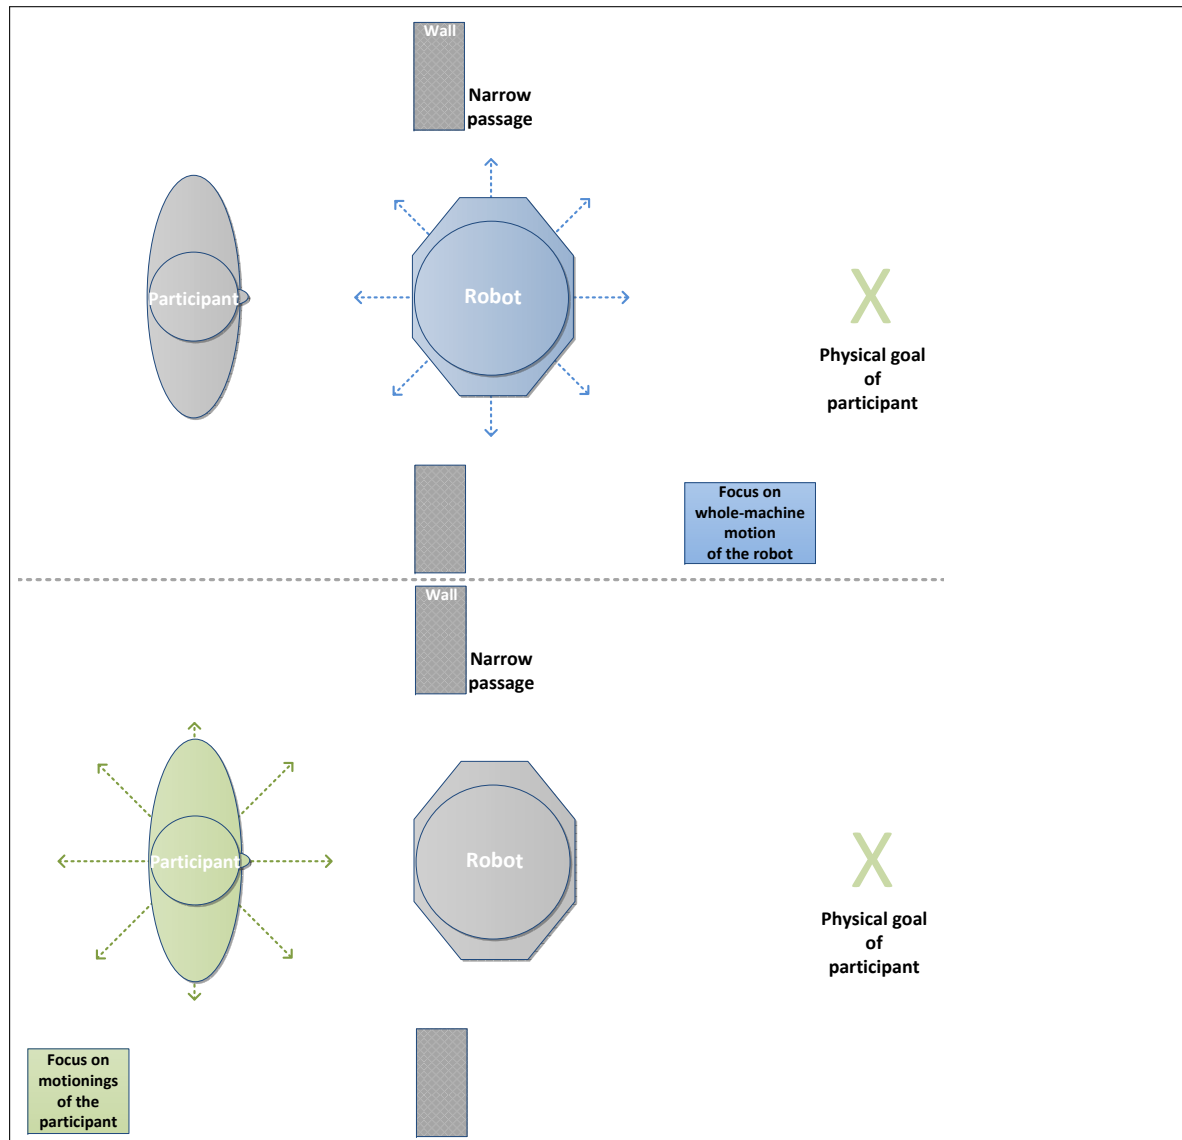 Wall
Narrow
passage
Participant
Robot
X
Physical goal
of
participant
Focus on
whole-machine
motion
of the robot
Wall
Narrow
passage
Participant
Robot
X
Physical goal
of
participant
Focus on
motionings
of the
participant